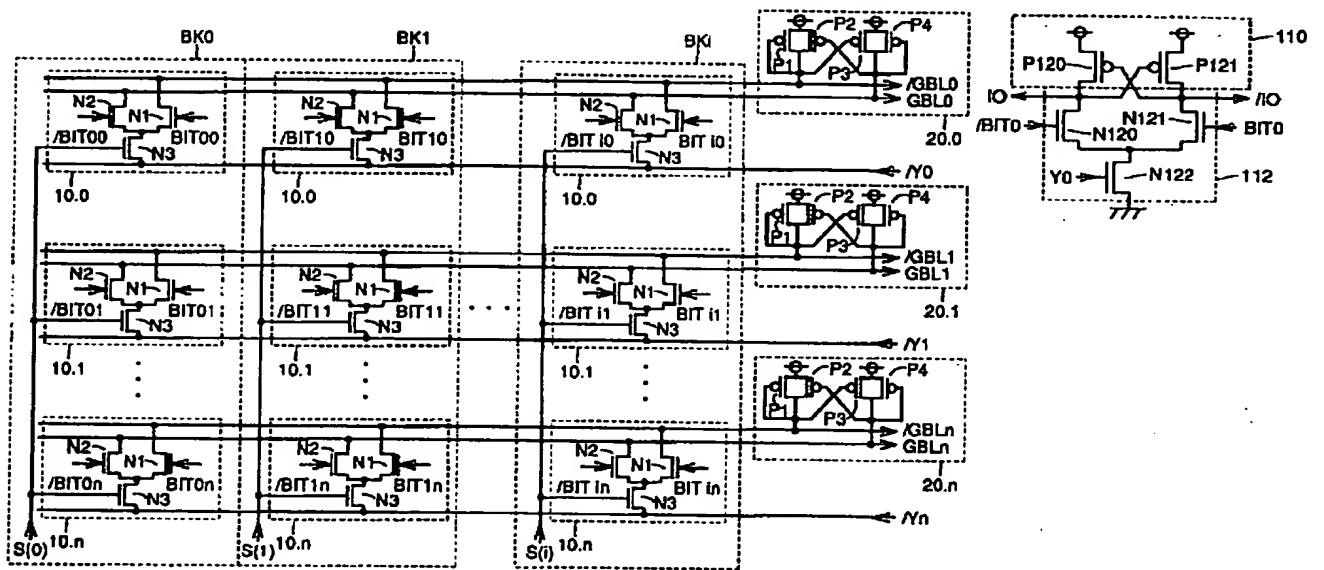 BK0 BK1 BKi
P2 P4 P1 P3 /GBL0 GBL0 20.0
N2 N1 /BIT00 BIT00 N3 10.0
N2 N1 /BIT10 BIT10 N3 10.0
N2 N1 /BIT i0 BIT i0 N3 10.0
/Y0
P2 P4 P1 P3 /GBL1 GBL1 20.1
N2 N1 /BIT01 BIT01 N3 10.1
N2 N1 /BIT11 BIT11 N3 10.1
N2 N1 /BIT i1 BIT i1 N3 10.1
/Y1
P2 P4 P1 P3 /GBLn GBLn 20.n
N2 N1 /BIT0n BIT0n N3 10.n
N2 N1 /BIT1n BIT1n N3 10.n
N2 N1 /BIT in BIT in N3 10.n
/Yn
S(0) S(1) S(i)
110
P120 P121
IO /IO
/BIT0 N120 N121 BIT0
Y0 N122 112